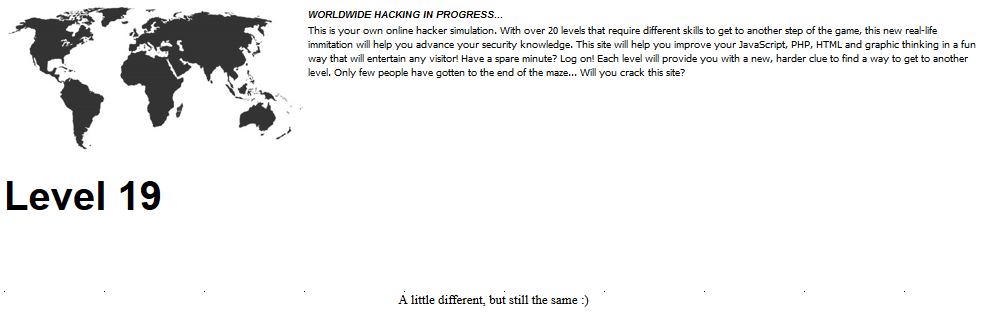 WORLDWIDE HACKING IN PROGRESS...
This is your own online hacker simulation. With over 20 levels that require different skills to get to another step of the game, this new real-life
immitation will help you advance your security knowledge. This site will help you improve your JavaScript, PHP, HTML and graphic thinking in a fun
way that will entertain any visitor! Have a spare minute? Log on! Each level will provide you with a new, harder clue to find a way to get to another
level. Only few people have gotten to the end of the maze... Will you crack this site?
Level 19
A little different, but still the same :)